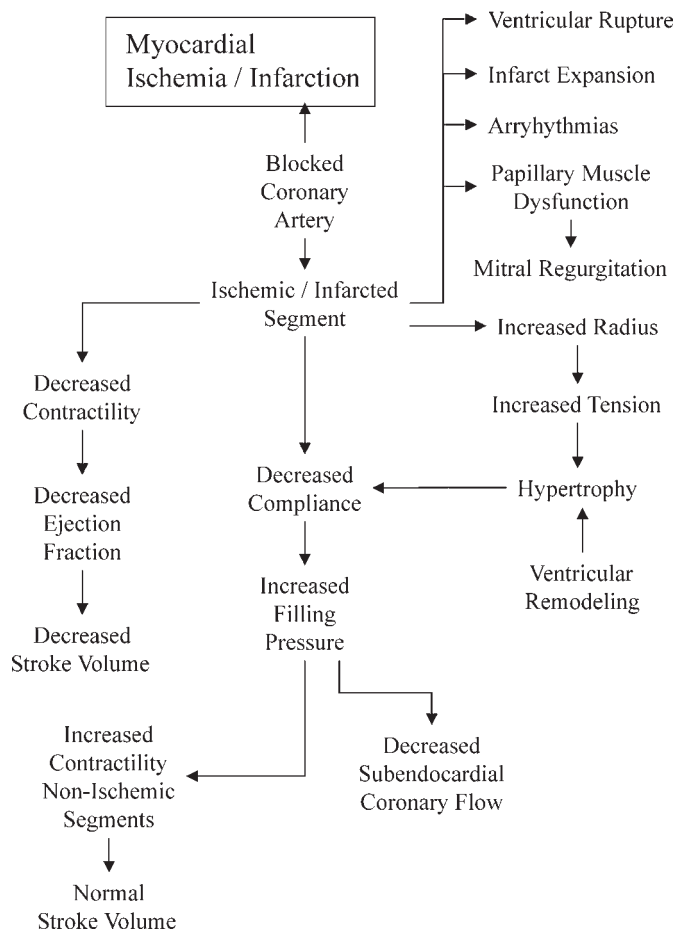 Myocardial
Ischemia / Infarction
Ventricular Rupture
Infarct Expansion
Arryhythmias
Papillary Muscle
Dysfunction
Mitral Regurgitation
Blocked
Coronary
Artery
Ischemic / Infarcted
Segment
Increased Radius
Increased Tension
Hypertrophy
Ventricular
Remodeling
Decreased
Contractility
Decreased
Ejection
Fraction
Decreased
Stroke Volume
Decreased
Compliance
Increased
Filling
Pressure
Increased
Contractility
Non-Ischemic
Segments
Normal
Stroke Volume
Decreased
Subendocardial
Coronary Flow